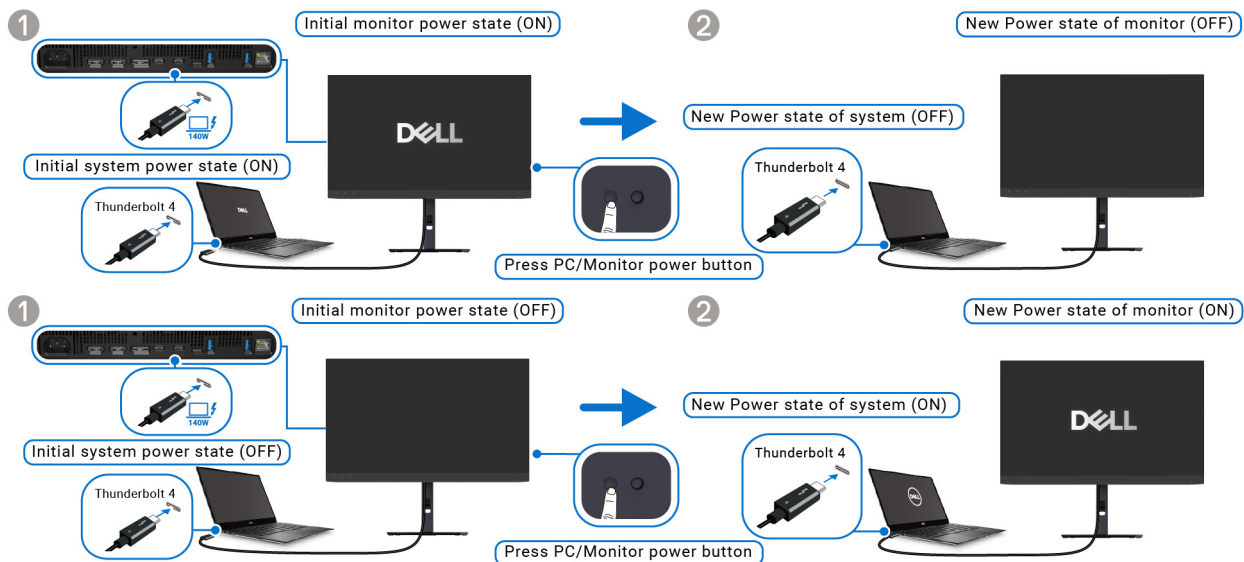 1
Initial monitor power state (ON)
2
New Power state of monitor (OFF)
140W
DELL
New Power state of system (OFF)
Initial system power state (ON)
Thunderbolt 4
DELL
Thunderbolt 4
Press PC/Monitor power button
1
Initial monitor power state (OFF)
2
New Power state of monitor (ON)
140W
New Power state of system (ON)
DELL
Initial system power state (OFF)
Thunderbolt 4
Thunderbolt 4
DELL
Press PC/Monitor power button